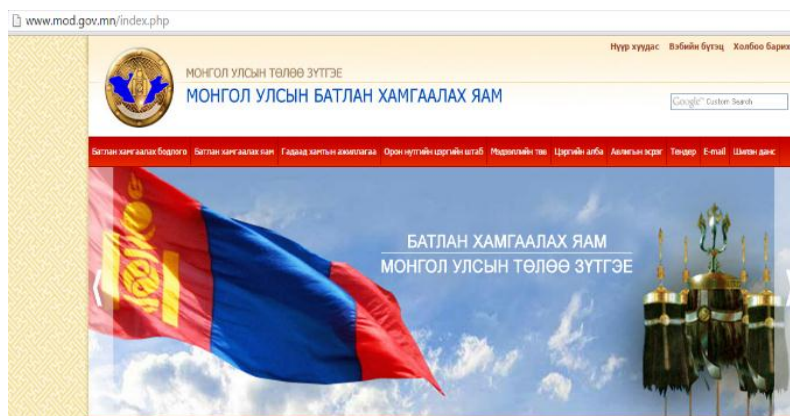 www.mod.gov.mn/index.php
Нүүр хуудас Вэбийн бүтэц Холбоо барих
МОНГОЛ УЛСЫН ТӨЛӨӨ ЗҮТГЭЕ
МОНГОЛ УЛСЫН БАТЛАН ХАМГААЛАХ ЯАМ
Google Custom Search
Батлан хамгаалах бодлого Батлан хамгаалах яам Гадаад хамтын ажиллагаа Орон нутгийн цэргийн штаб Мэдээллийн төв Цэргийн алба Авлигын эсрэг Тендер E-mail Шилэн данс
БАТЛАН ХАМГААЛАХ ЯАМ
МОНГОЛ УЛСЫН ТӨЛӨӨ ЗҮТГЭЕ